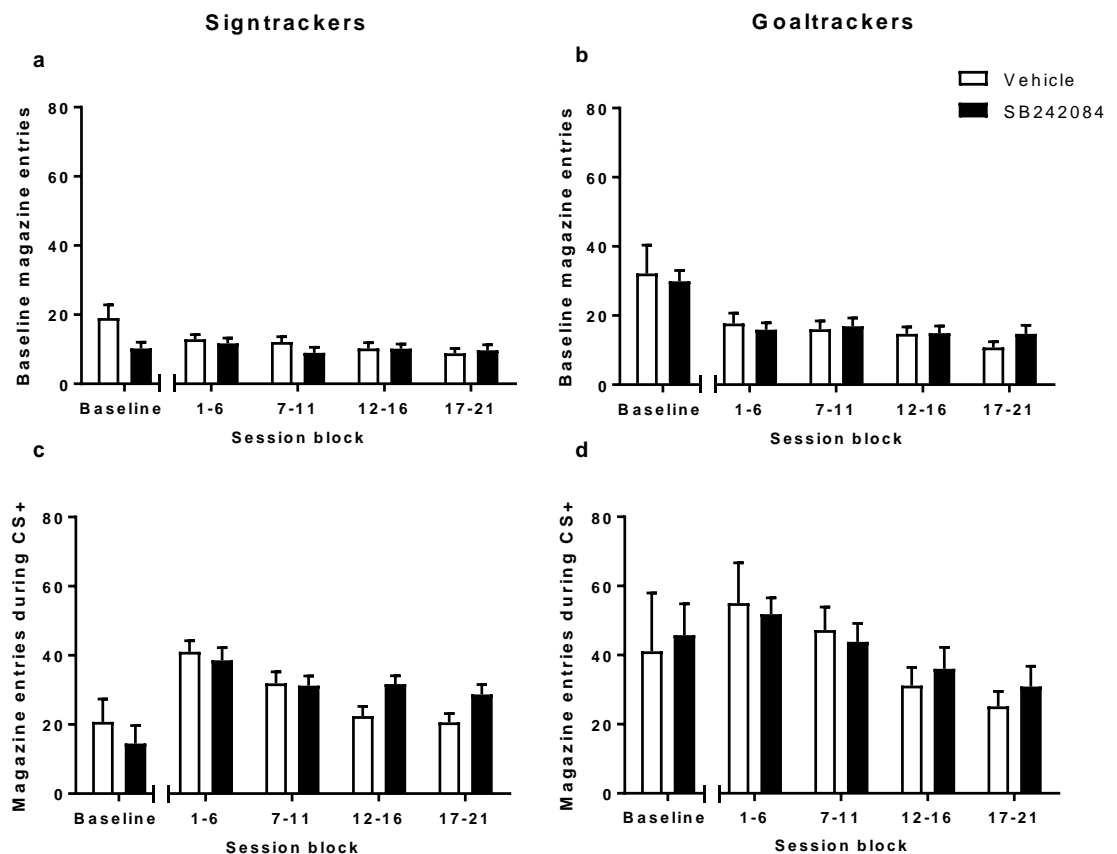 Signtrackers
Goaltrackers
a
Baseline magazine entries
80
60
40
20
0
Baseline 1-6 7-11 12-16 17-21
Session block
b
Vehicle
SB242084
Baseline magazine entries
80
60
40
20
0
Baseline 1-6 7-11 12-16 17-21
Session block
c
Magazine entries during CS+
80
60
40
20
0
Baseline 1-6 7-11 12-16 17-21
Session block
d
Magazine entries during CS+
80
60
40
20
0
Baseline 1-6 7-11 12-16 17-21
Session block